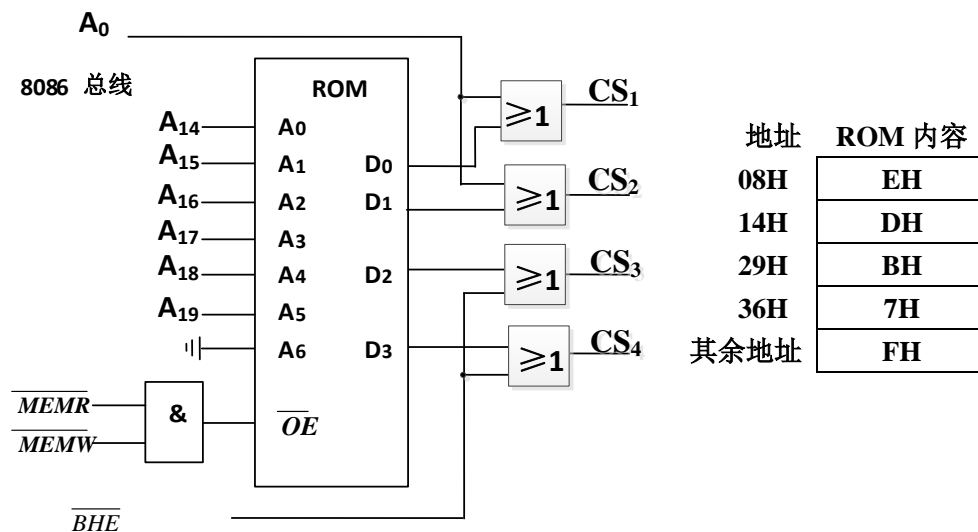 A0
8086 总线
ROM
A14 A0
A15 A1 D0
A16 A2 D1
A17 A3
A18 A4 D2
A19 A5
A6 D3
MEMR
MEMW
&
OE
BHE
≥1 CS1
≥1 CS2
≥1 CS3
≥1 CS4
地址 ROM 内容
08H EH
14H DH
29H BH
36H 7H
其余地址 FH